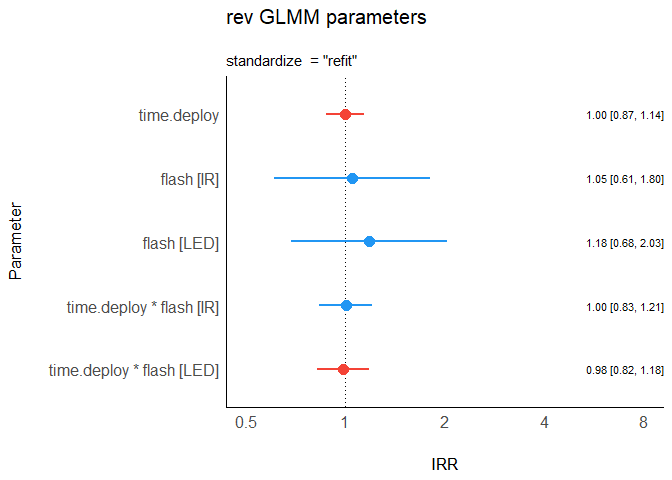 rev GLMM parameters
standardize  = "refit"
Parameter
time.deploy
1.00 [0.87, 1.14]
flash [IR]
1.05 [0.61, 1.80]
flash [LED]
1.18 [0.68, 2.03]
time.deploy * flash [IR]
1.00 [0.83, 1.21]
time.deploy * flash [LED]
0.98 [0.82, 1.18]
0.5 1 2 4 8
IRR